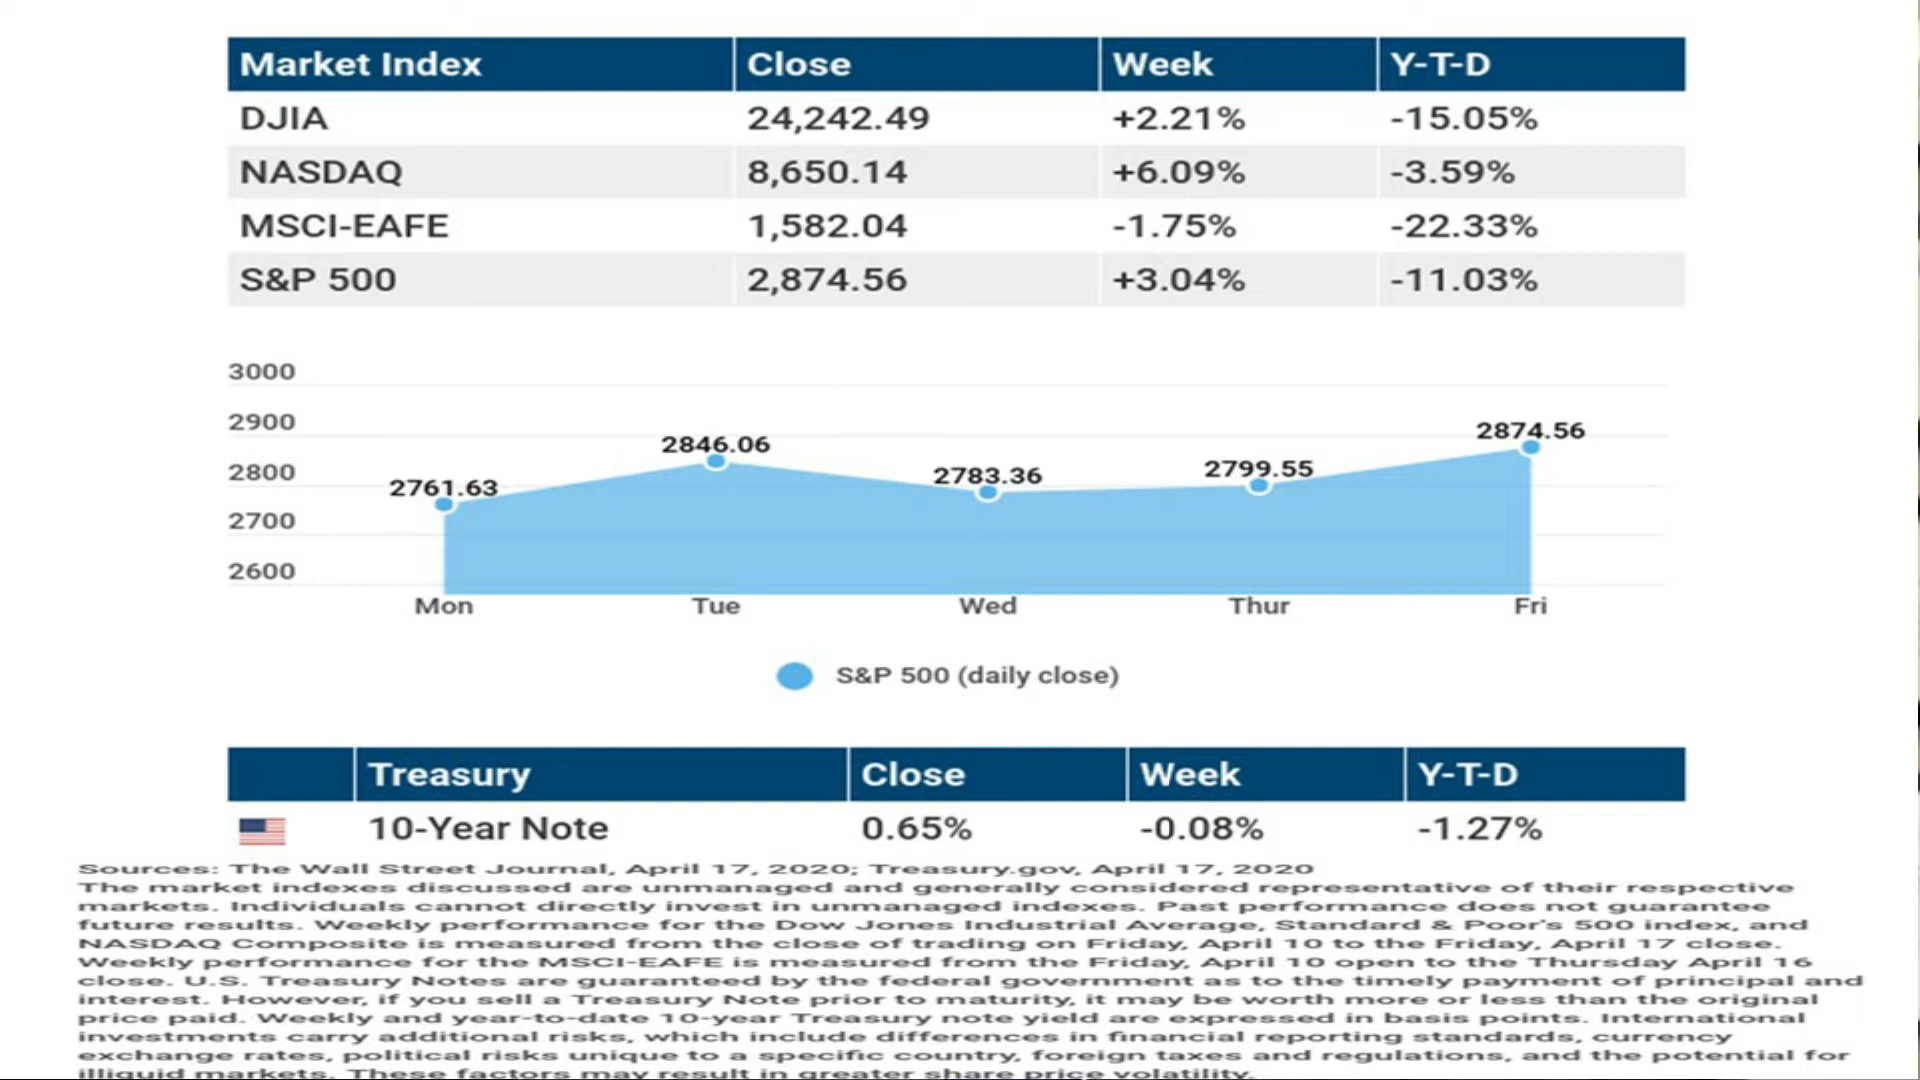 Market Index Close Week Y-T-D
DJIA 24,242.49 +2.21% -15.05%
NASDAQ 8,650.14 +6.09% -3.59%
MSCI-EAFE 1,582.04 -1.75% -22.33%
S&P 500 2,874.56 +3.04% -11.03%
3000
2900
2800
2700
2600
2761.63
2846.06
2783.36
2799.55
2874.56
Mon Tue Wed Thur Fri
S&P 500 (daily close)
Treasury Close Week Y-T-D
10-Year Note 0.65% -0.08% -1.27%
Sources: The Wall Street Journal, April 17, 2020; Treasury.gov, April 17, 2020
The market indexes discussed are unmanaged and generally considered representative of their respective
markets. Individuals cannot directly invest in unmanaged indexes. Past performance does not guarantee
future results. Weekly performance for the Dow Jones Industrial Average, Standard & Poor's 500 index, and
NASDAQ Composite is measured from the close of trading on Friday, April 10 to the Friday, April 17 close.
Weekly performance for the MSCI-EAFE is measured from the Friday, April 10 open to the Thursday April 16
close. U.S. Treasury Notes are guaranteed by the federal government as to the timely payment of principal and
interest. However, if you sell a Treasury Note prior to maturity, it may be worth more or less than the original
price paid. Weekly and year-to-date 10-year Treasury note yield are expressed in basis points. International
investments carry additional risks, which include differences in financial reporting standards, currency
exchange rates, political risks unique to a specific country, foreign taxes and regulations, and the potential for
illiquid markets. These factors may result in greater share price volatility.